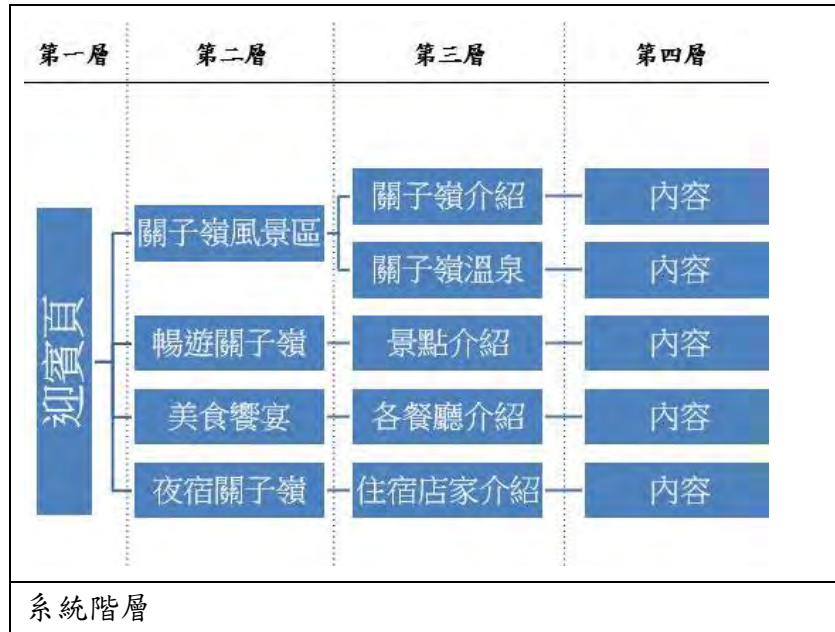 第一層 第二層 第三層 第四層
迎賓頁
關子嶺風景區
關子嶺介紹 內容
關子嶺溫泉 內容
暢遊關子嶺 景點介紹 內容
美食饗宴 各餐廳介紹 內容
夜宿關子嶺 住宿店家介紹 內容
系統階層